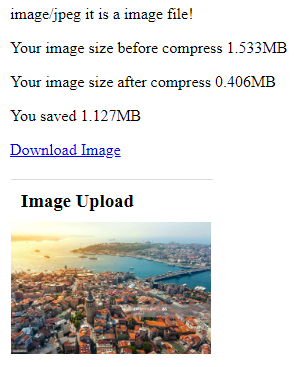 image/jpeg it is a image file!
Your image size before compress 1.533MB
Your image size after compress 0.406MB
You saved 1.127MB
Download Image
Image Upload